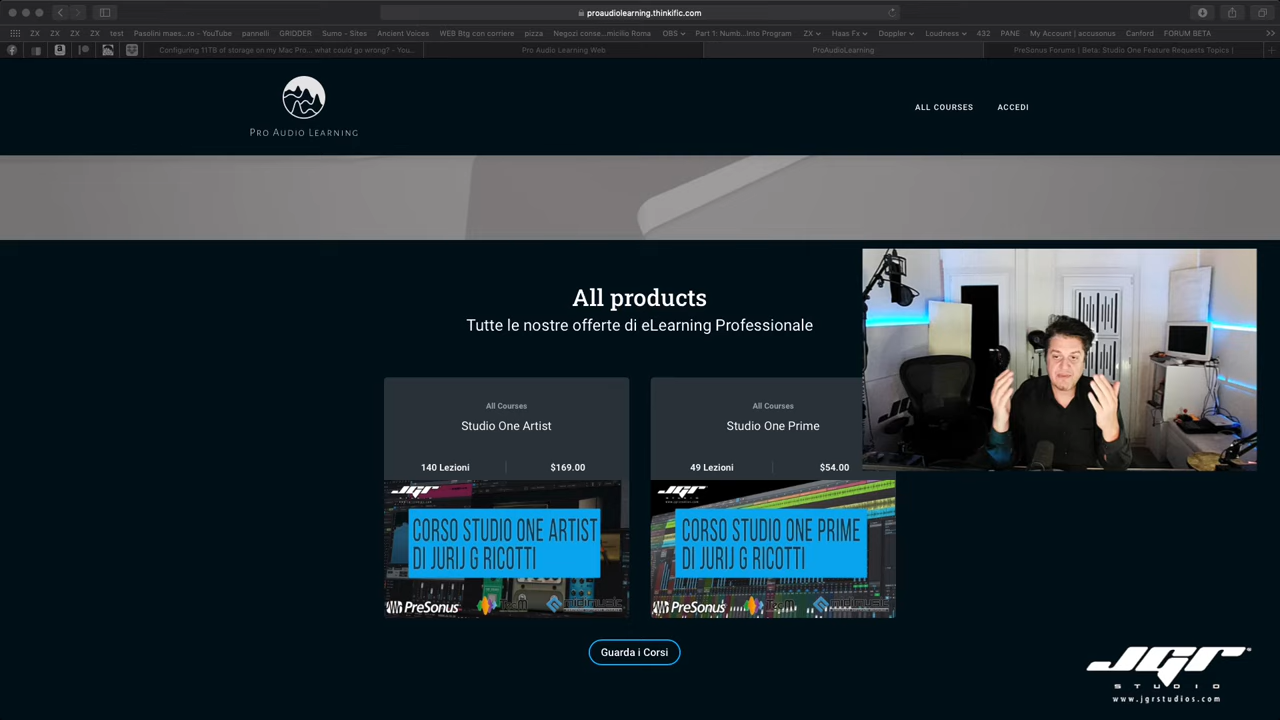 proaudiolearning.thinkific.com
ZX ZX ZX ZX test Pasolini maes...ro - YouTube pannelli GRIDDER Sumo - Sites Ancient Voices WEB Btg con corriere pizza Negozi conse...micilio Roma OBS Part 1: Numb...Into Program ZX Haas Fx Doppler Loudness 432 PANE My Account | accusonus Canford FORUM BETA
Configuring 11TB of storage on my Mac Pro... what could go wrong? - You... Pro Audio Learning Web ProAudioLearning PreSonus Forums | Beta: Studio One Feature Requests Topics |
PRO AUDIO LEARNING
ALL COURSES ACCEDI
All products
Tutte le nostre offerte di eLearning Professionale
All Courses
Studio One Artist
140 Lezioni $169.00
JGR
CORSO STUDIO ONE ARTIST
DI JURIJ G RICOTTI
PreSonus
All Courses
Studio One Prime
49 Lezioni $54.00
JGR
CORSO STUDIO ONE PRIME
DI JURIJ G RICOTTI
PreSonus
Guarda i Corsi
JGR
STUDIO
www.jgrstudios.com